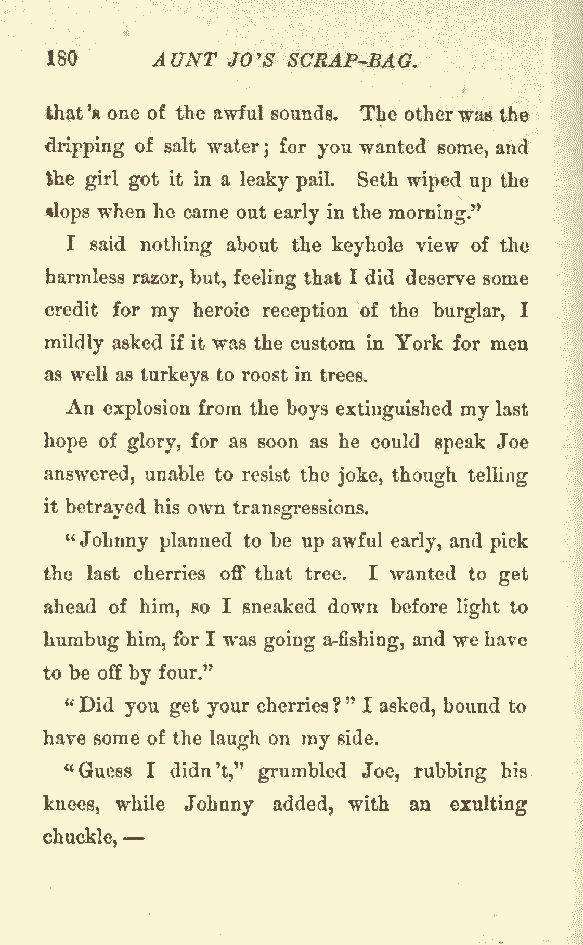 180 AUNT JO'S SCRAP-BAG.
that's one of the awful sounds. The other was the
dripping of salt water; for you wanted some, and
the girl got it in a leaky pail. Seth wiped up the
slops when he came out early in the morning."
I said nothing about the keyhole view of the
harmless razor, but, feeling that I did deserve some
credit for my heroic reception of the burglar, I
mildly asked if it was the custom in York for men
as well as turkeys to roost in trees.
An explosion from the boys extinguished my last
hope of glory, for as soon as he could speak Joe
answered, unable to resist the joke, though telling
it betrayed his own transgressions.
"Johnny planned to be up awful early, and pick
the last cherries off that tree. I wanted to get
ahead of him, so I sneaked down before light to
humbug him, for I was going a-fishing, and we have
to be off by four."
"Did you get your cherries?" I asked, bound to
have some of the laugh on my side.
"Guess I didn't," grumbled Joe, rubbing his
knees, while Johnny added, with an exulting
chuckle, —